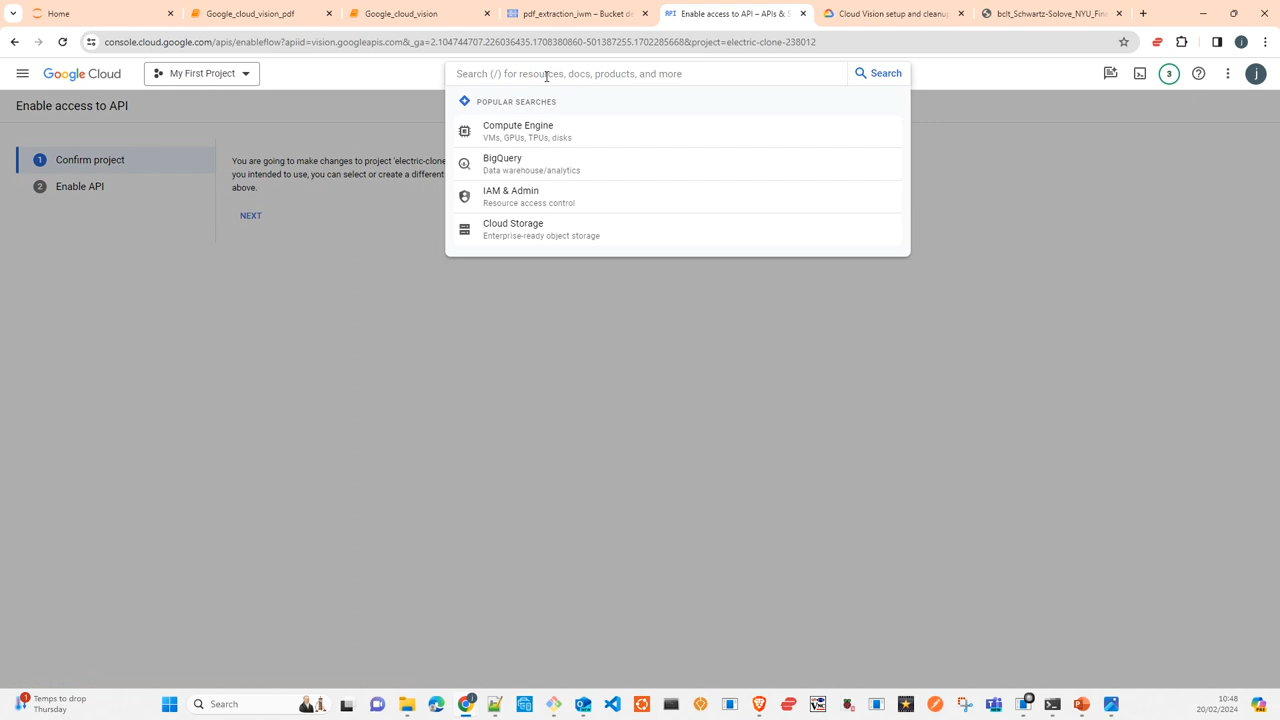 Home
Google_cloud_vision_pdf
Google_cloud_vision
pdf_extraction_iwm – Bucket de
API Enable access to API – APIs & S
Cloud Vision setup and cleanup
bclt_Schwartz-Solove_NYU_Fine
console.cloud.google.com/apis/enableflow?apiid=vision.googleapis.com&_ga=2.104744707.226036435.1708380860-501387255.1702285668&project=electric-clone-238012
j
Google Cloud
My First Project
Search (/) for resources, docs, products, and more
Search
3
j
Enable access to API
POPULAR SEARCHES
Compute Engine
VMs, GPUs, TPUs, disks
BigQuery
Data warehouse/analytics
IAM & Admin
Resource access control
Cloud Storage
Enterprise-ready object storage
1 Confirm project
2 Enable API
You are going to make changes to project 'electric-clone
you intended to use, you can select or create a different
above.
NEXT
1
Temps to drop
Thursday
Search
10:48
20/02/2024